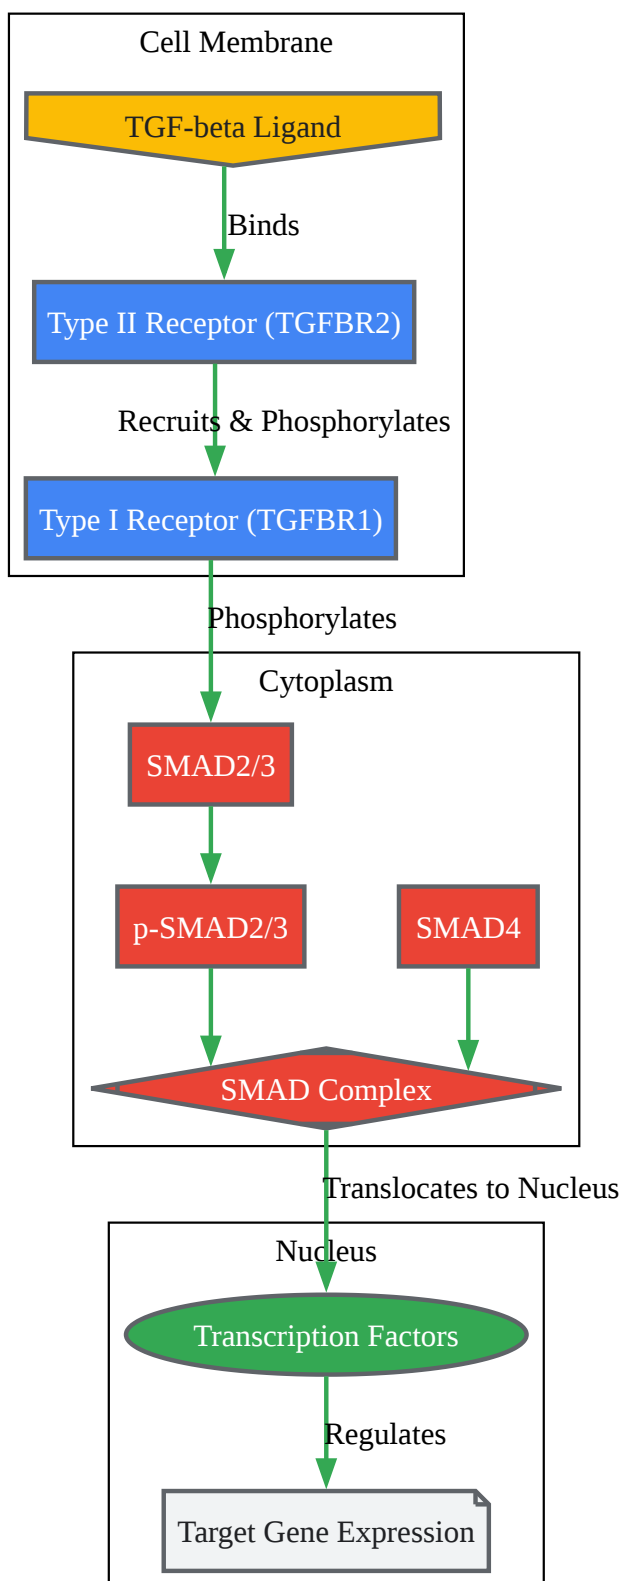 Cell Membrane
TGF-beta Ligand
Binds
Type II Receptor (TGFBR2)
Recruits & Phosphorylates
Type I Receptor (TGFBR1)
Phosphorylates
Cytoplasm
SMAD2/3
p-SMAD2/3
SMAD4
SMAD Complex
Translocates to Nucleus
Nucleus
Transcription Factors
Regulates
Target Gene Expression